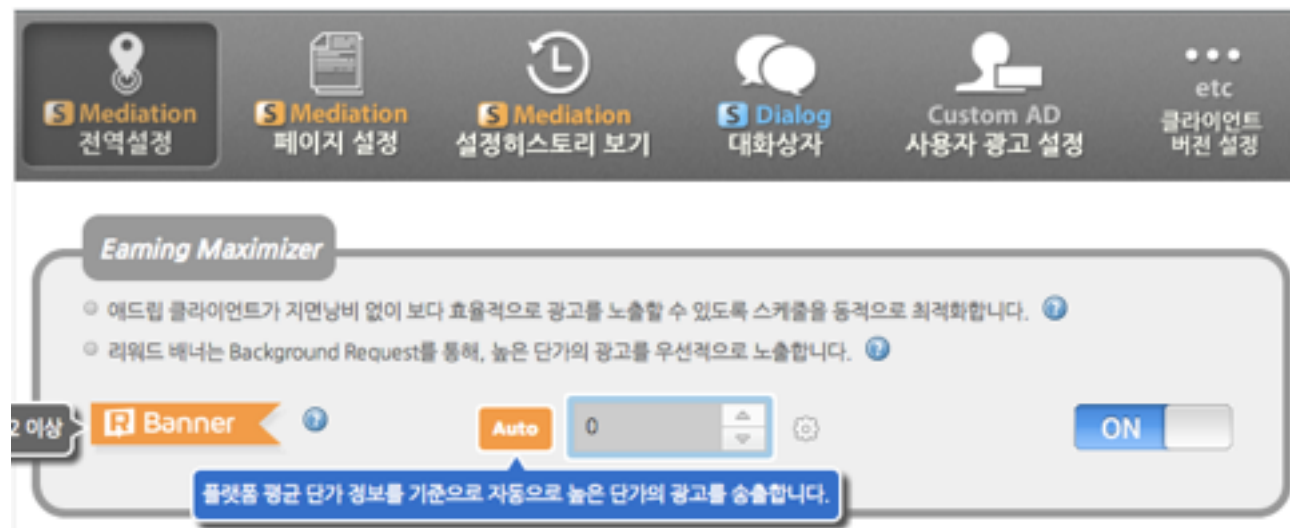 S Mediation
전역설정
S Mediation
페이지 설정
S Mediation
설정히스토리 보기
S Dialog
대화상자
Custom AD
사용자 광고 설정
etc
클라이언트
버전 설정
Earning Maximizer
애드립 클라이언트가 지면낭비 없이 보다 효율적으로 광고를 노출할 수 있도록 스케줄을 동적으로 최적화합니다. ?
리워드 배너는 Background Request를 통해, 높은 단가의 광고를 우선적으로 노출합니다. ?
2 이상 R Banner ? Auto 0 ON
플랫폼 평균 단가 정보를 기준으로 자동으로 높은 단가의 광고를 송출합니다.